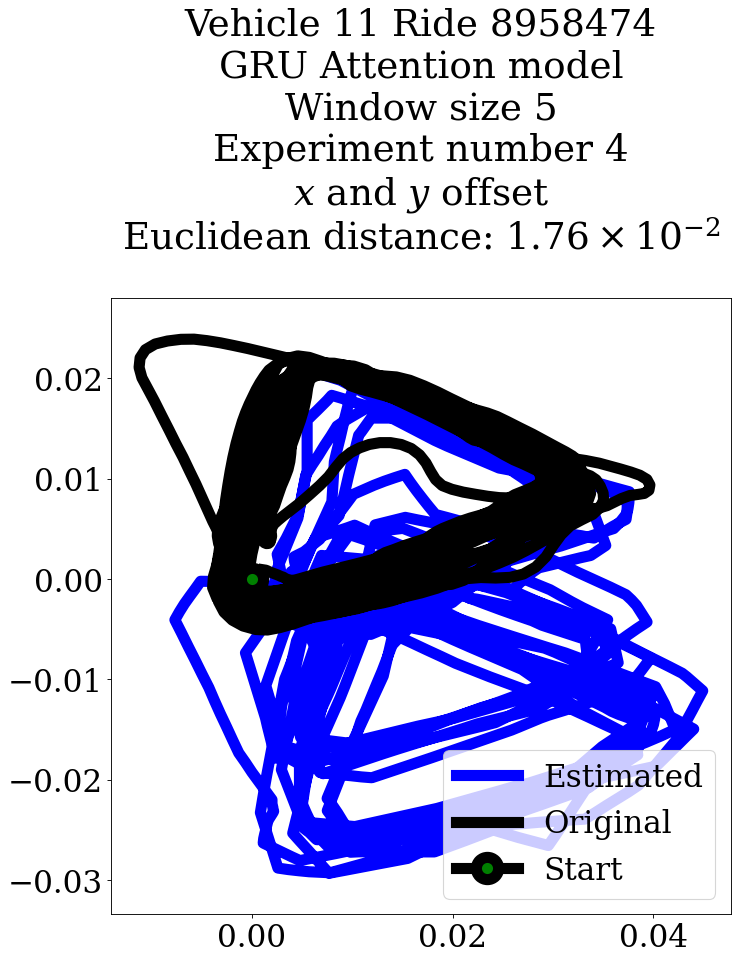 Vehicle 11 Ride 8958474
GRU Attention model
Window size 5
Experiment number 4
x and y offset
Euclidean distance: 1.76 × 10⁻²
0.02
0.01
0.00
−0.01
−0.02
−0.03
Estimated
Original
Start
0.00 0.02 0.04